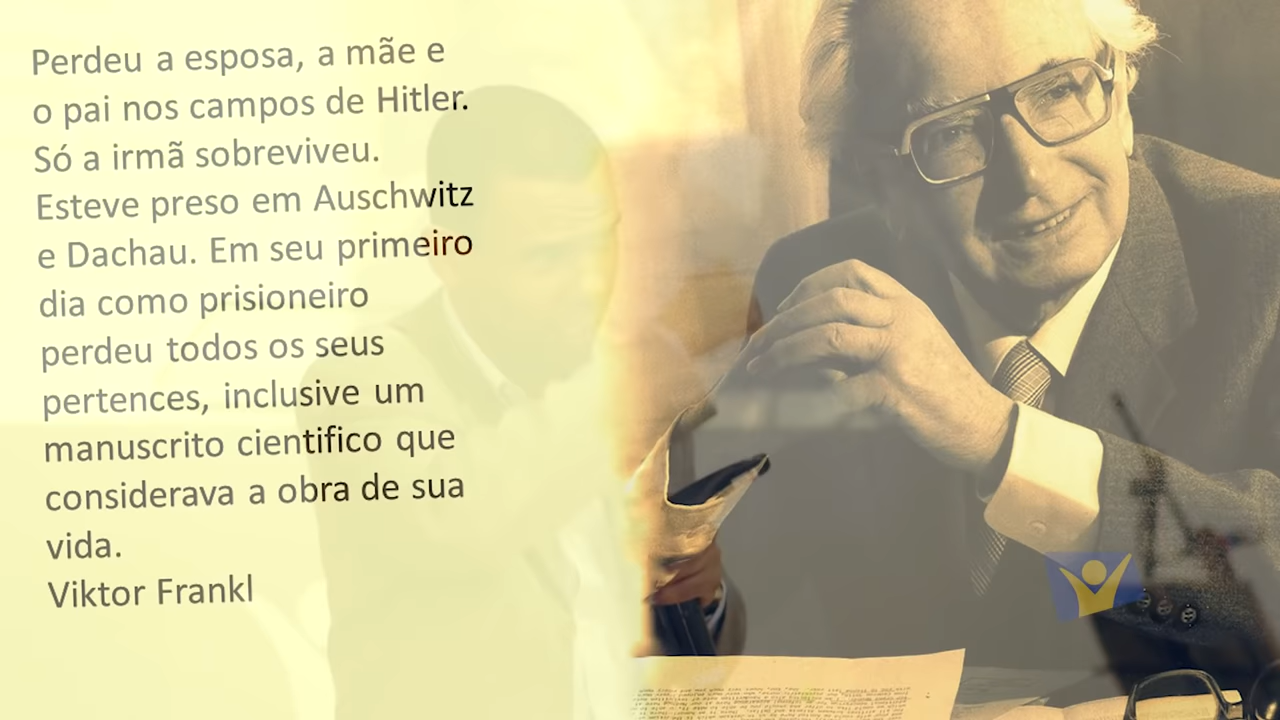 Perdeu a esposa, a mãe e
o pai nos campos de Hitler.
Só a irmã sobreviveu.
Esteve preso em Auschwitz
e Dachau. Em seu primeiro
dia como prisioneiro
perdeu todos os seus
pertences, inclusive um
manuscrito cientifico que
considerava a obra de sua
vida.
Viktor Frankl